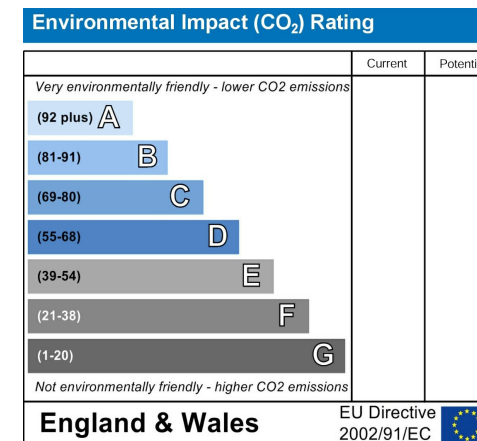 Environmental Impact (CO₂) Rating
Current Potenti
Very environmentally friendly - lower CO2 emissions
(92 plus) A
(81-91) B
(69-80) C
(55-68) D
(39-54) E
(21-38) F
(1-20) G
Not environmentally friendly - higher CO2 emissions
England & Wales
EU Directive
2002/91/EC